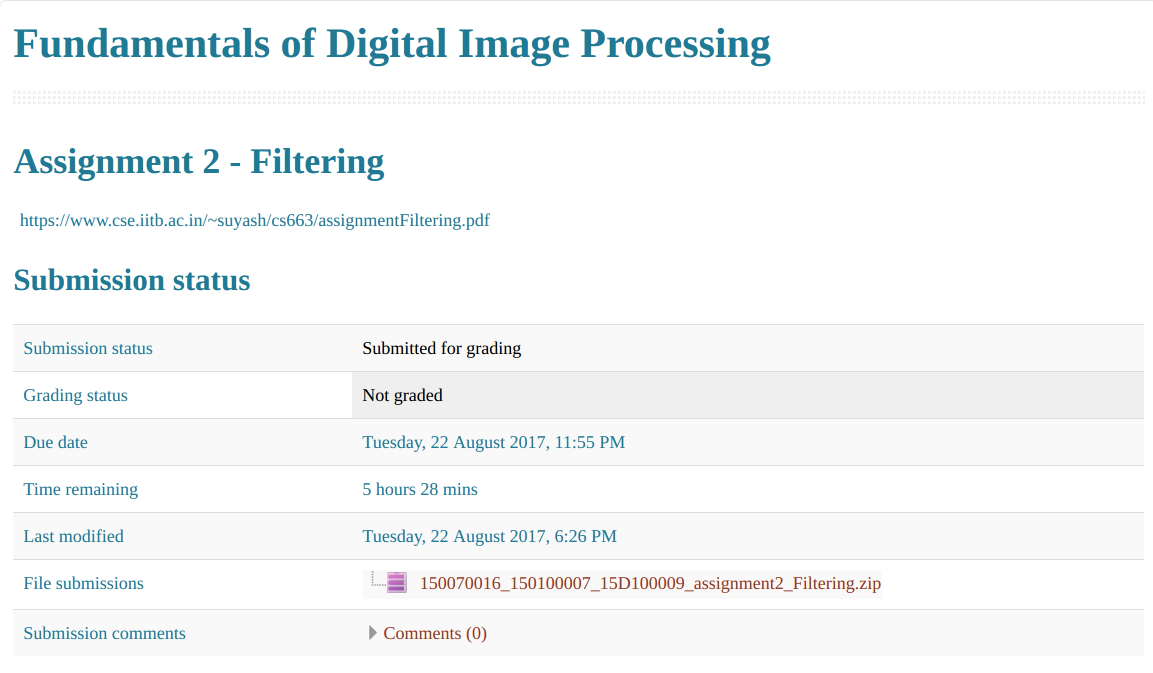 Fundamentals of Digital Image Processing
Assignment 2 - Filtering
https://www.cse.iitb.ac.in/~suyash/cs663/assignmentFiltering.pdf
Submission status
Submission status Submitted for grading
Grading status Not graded
Due date Tuesday, 22 August 2017, 11:55 PM
Time remaining 5 hours 28 mins
Last modified Tuesday, 22 August 2017, 6:26 PM
File submissions 150070016_150100007_15D100009_assignment2_Filtering.zip
Submission comments Comments (0)